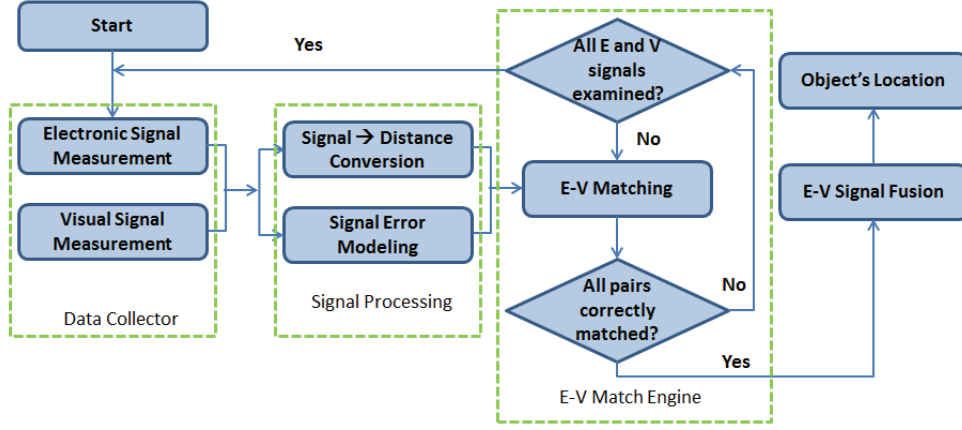 Start
Yes
All E and V
signals
examined?
Object's Location
Electronic Signal
Measurement
Signal → Distance
Conversion
No
E-V Matching
E-V Signal Fusion
Visual Signal
Measurement
Signal Error
Modeling
All pairs
correctly
matched?
No
Data Collector
Signal Processing
Yes
E-V Match Engine